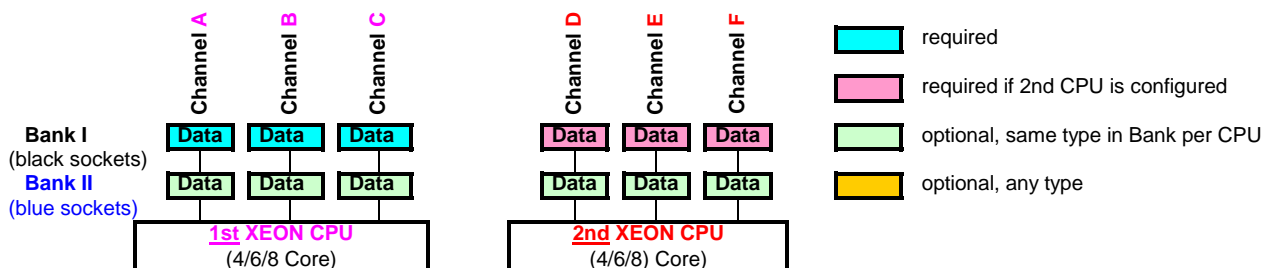 Channel A
Channel B
Channel C
Channel D
Channel E
Channel F
required
required if 2nd CPU is configured
optional, same type in Bank per CPU
optional, any type
Bank I
(black sockets)
Data Data Data Data Data Data
Bank II
(blue sockets)
Data Data Data Data Data Data
1st XEON CPU
(4/6/8 Core)
2nd XEON CPU
(4/6/8) Core)